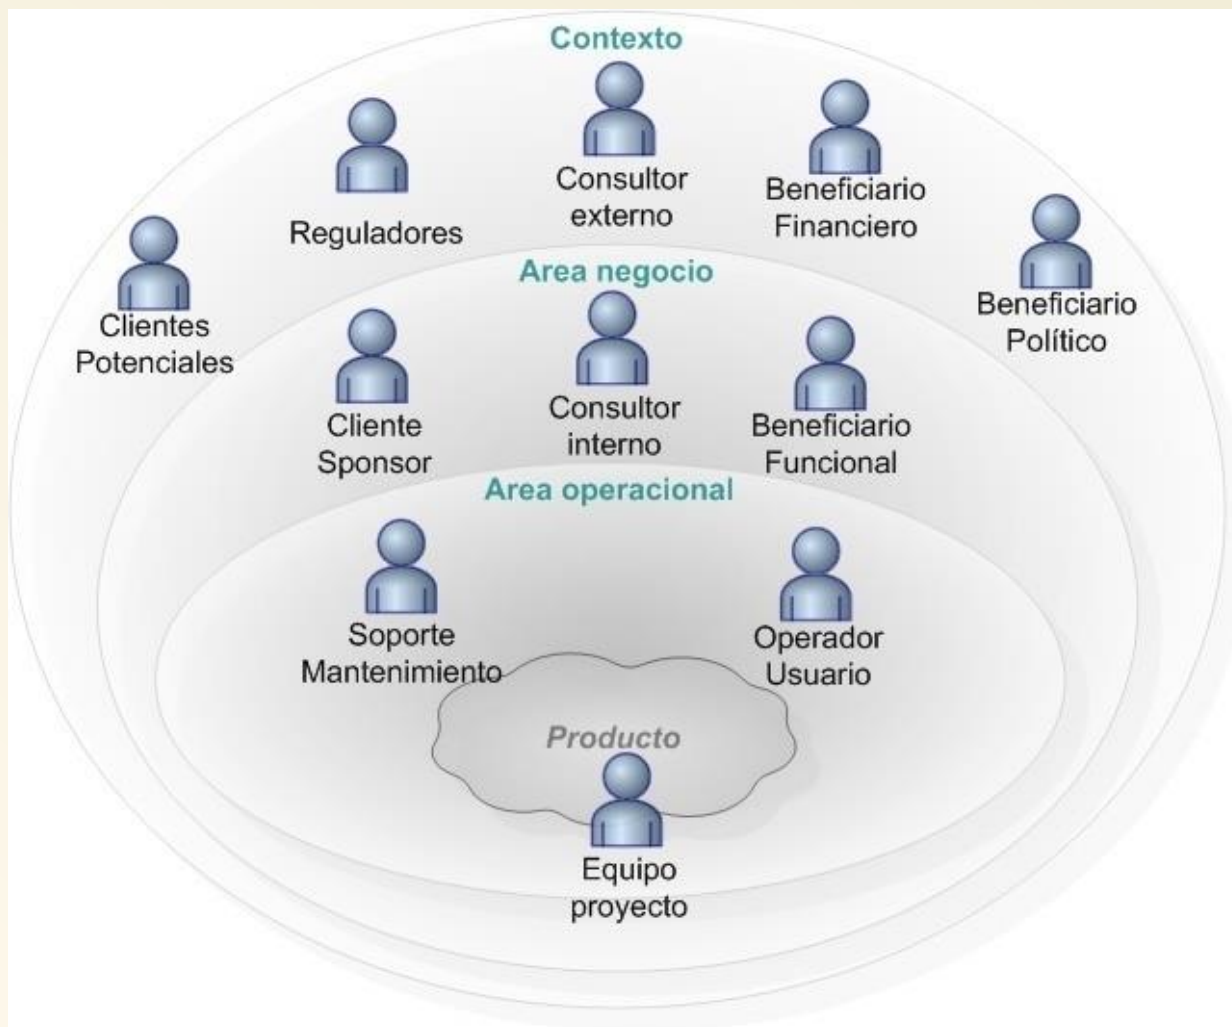 Contexto
Reguladores
Consultor
externo
Beneficiario
Financiero
Clientes
Potenciales
Beneficiario
Político
Area negocio
Cliente
Sponsor
Consultor
interno
Beneficiario
Funcional
Area operacional
Soporte
Mantenimiento
Operador
Usuario
Producto
Equipo
proyecto